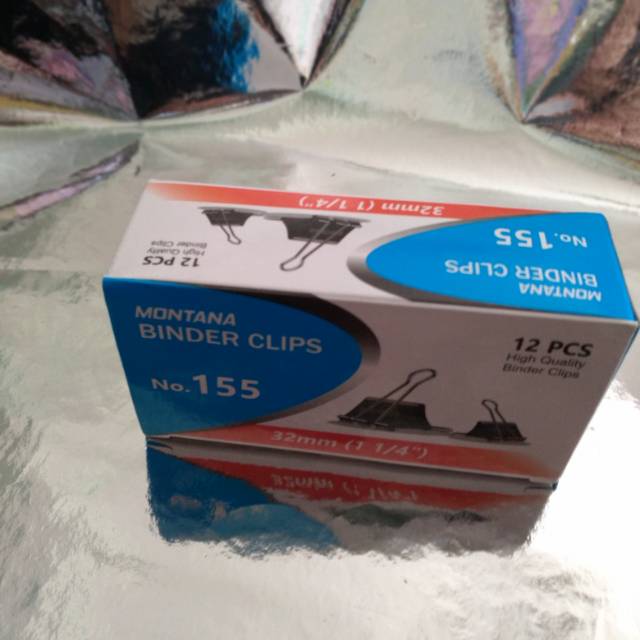 32mm (1 1/4")
No.155
MONTANA
BINDER CLIPS
12 PCS
High Quality
Binder Clips
MONTANA
BINDER CLIPS
No.155
12 PCS
High Quality
Binder Clips
32mm (1 1/4")